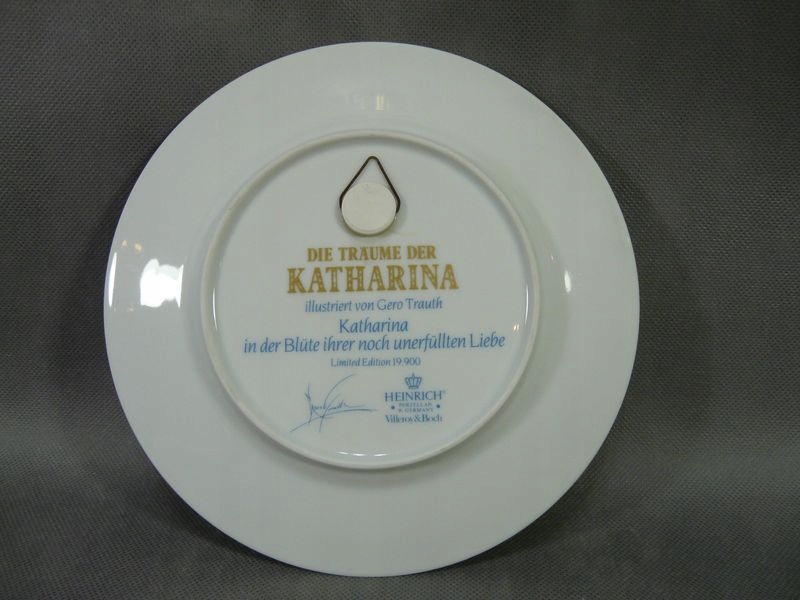 DIE TRÄUME DER
KATHARINA
illustriert von Gero Trauth
Katharina
in der Blüte ihrer noch unerfüllten Liebe
Limited Edition 19.900
HEINRICH®
PORZELLAN
W. GERMANY
Villeroy&Boch